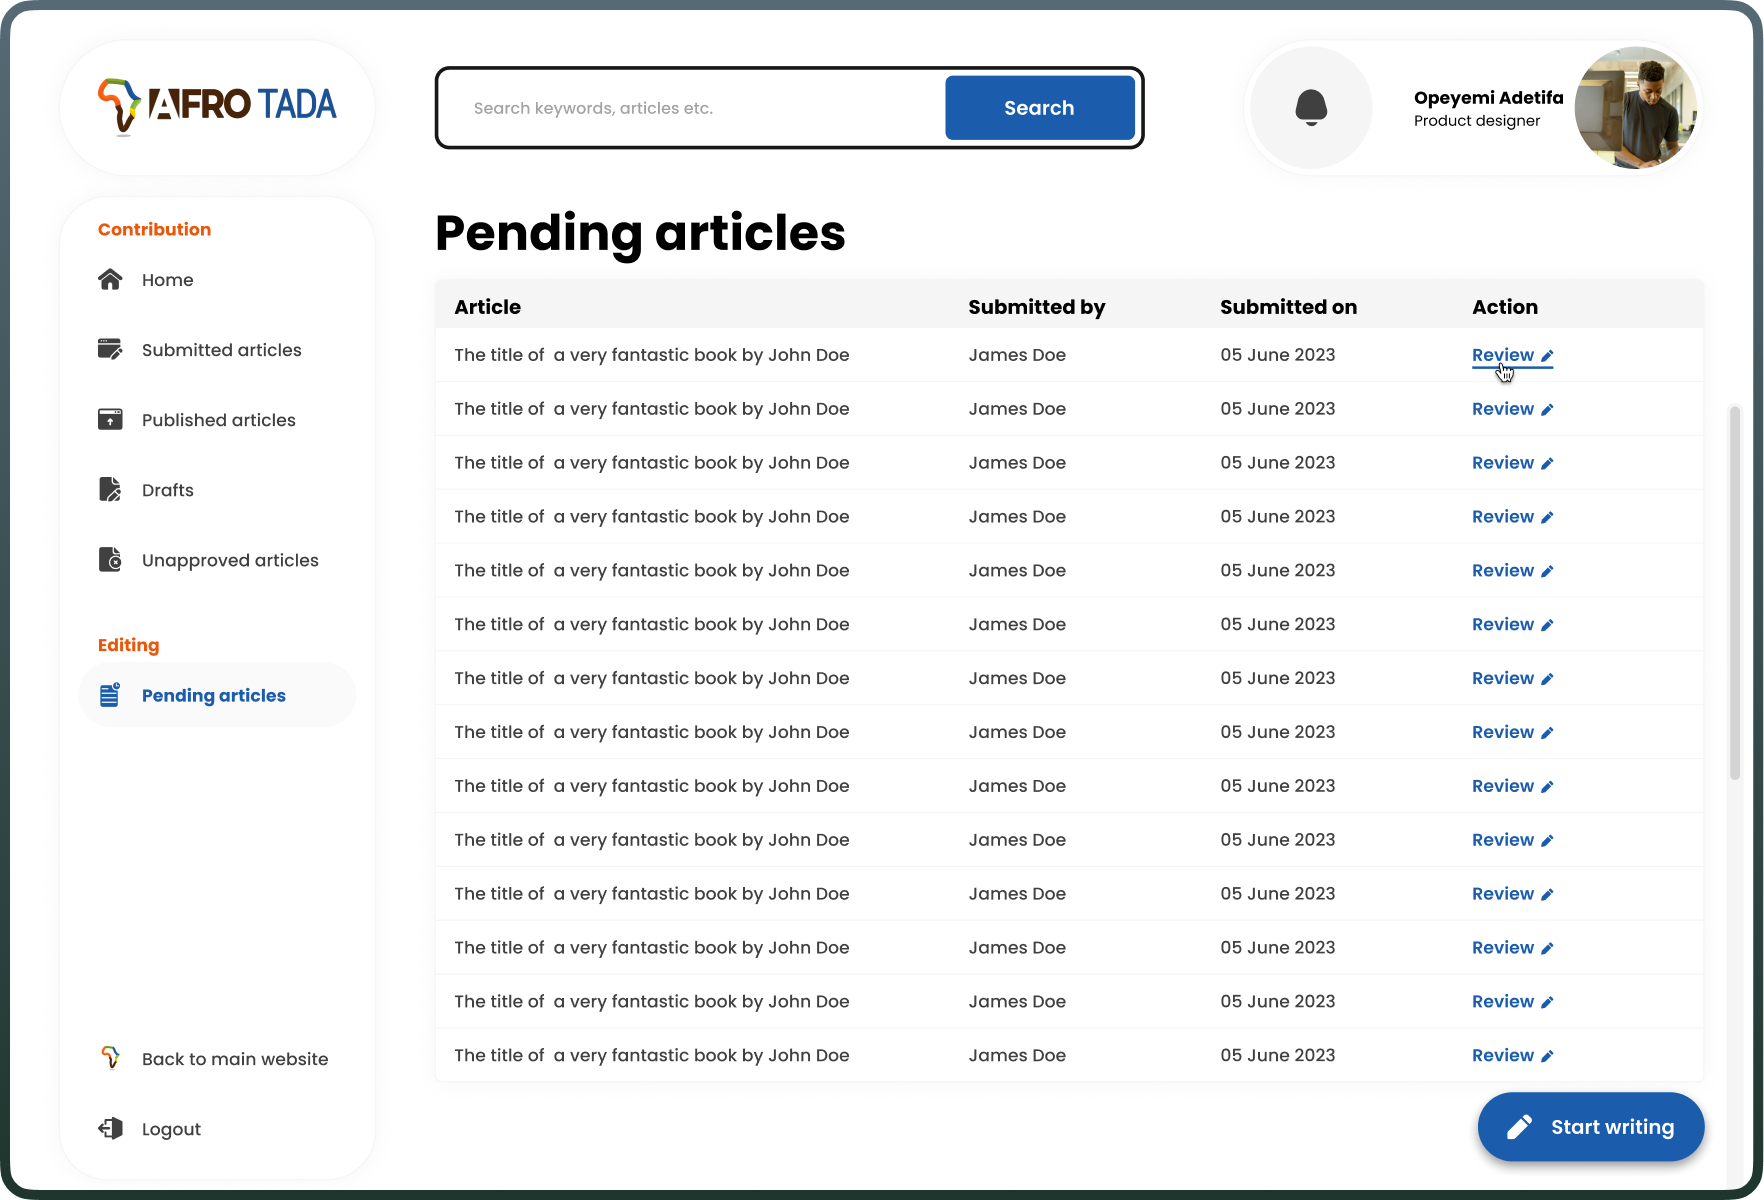 AFRO TADA
Search keywords, articles etc.
Search
Opeyemi Adetifa
Product designer
Contribution
Home
Submitted articles
Published articles
Drafts
Unapproved articles
Editing
Pending articles
Back to main website
Logout
Pending articles
Article Submitted by Submitted on Action
The title of a very fantastic book by John Doe James Doe 05 June 2023 Review
The title of a very fantastic book by John Doe James Doe 05 June 2023 Review
The title of a very fantastic book by John Doe James Doe 05 June 2023 Review
The title of a very fantastic book by John Doe James Doe 05 June 2023 Review
The title of a very fantastic book by John Doe James Doe 05 June 2023 Review
The title of a very fantastic book by John Doe James Doe 05 June 2023 Review
The title of a very fantastic book by John Doe James Doe 05 June 2023 Review
The title of a very fantastic book by John Doe James Doe 05 June 2023 Review
The title of a very fantastic book by John Doe James Doe 05 June 2023 Review
The title of a very fantastic book by John Doe James Doe 05 June 2023 Review
The title of a very fantastic book by John Doe James Doe 05 June 2023 Review
The title of a very fantastic book by John Doe James Doe 05 June 2023 Review
The title of a very fantastic book by John Doe James Doe 05 June 2023 Review
The title of a very fantastic book by John Doe James Doe 05 June 2023 Review
Start writing